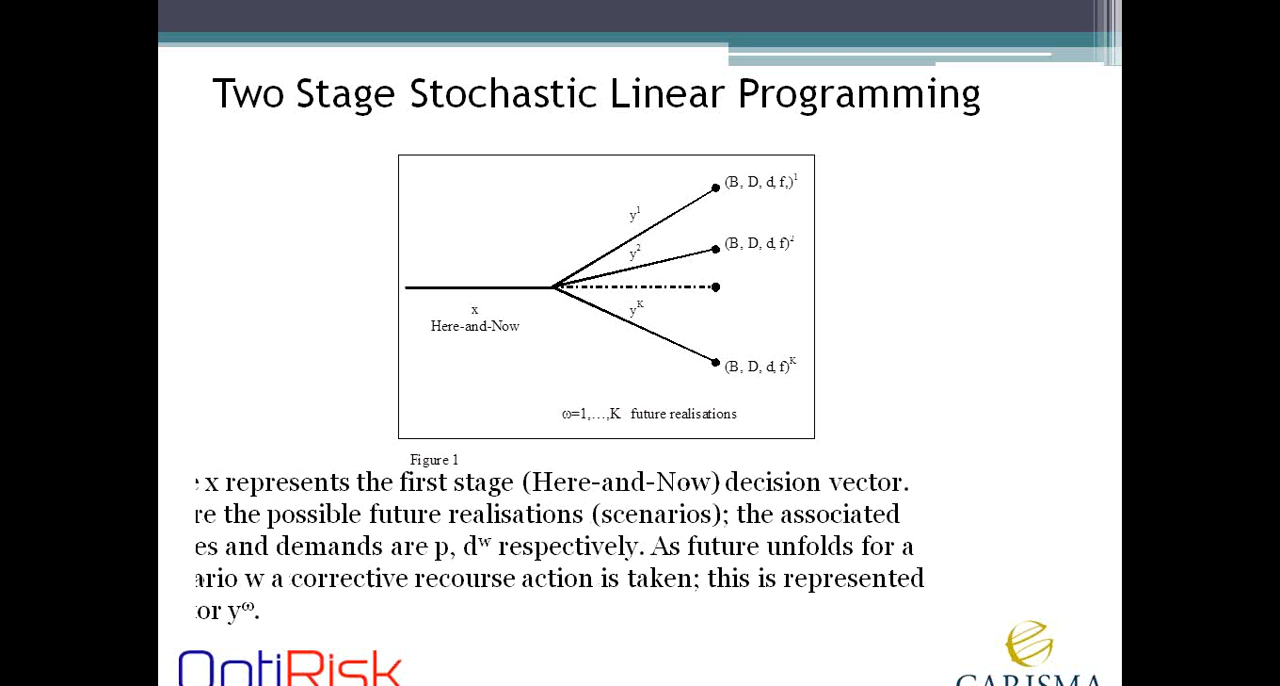 Two Stage Stochastic Linear Programming
(B, D, d, f,)¹
y¹
(B, D, d, f)²
y²
x
Here-and-Now
yᴷ
(B, D, d, f)ᴷ
ω=1,…,K future realisations
Figure 1
x represents the first stage (Here-and-Now) decision vector.
re the possible future realisations (scenarios); the associated
es and demands are p, dʷ respectively. As future unfolds for a
ario w a corrective recourse action is taken; this is represented
or y^ω.
OptiRisk
CARISMA